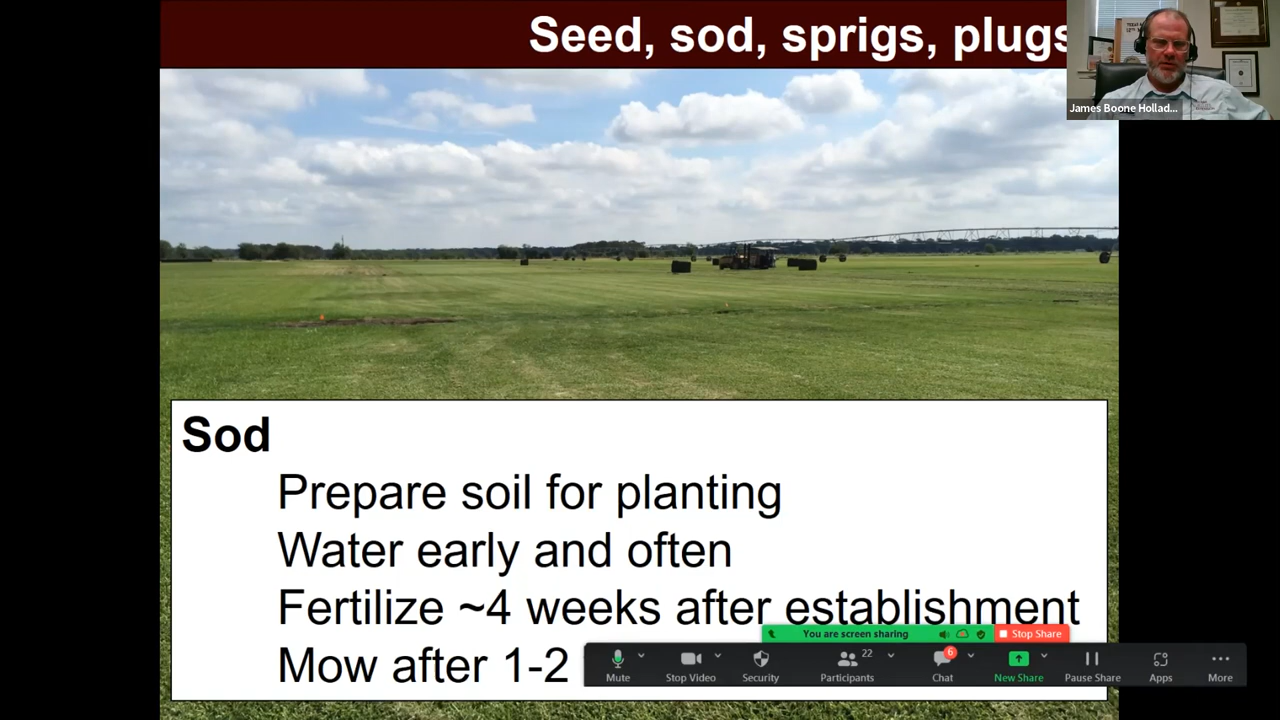 Seed, sod, sprigs, plugs
James Boone Hollad...
Sod
Prepare soil for planting
Water early and often
Fertilize ~4 weeks after establishment
You are screen sharing
Stop Share
Mow after 1-2
22
6
Mute
Stop Video
Security
Participants
Chat
New Share
Pause Share
Apps
More